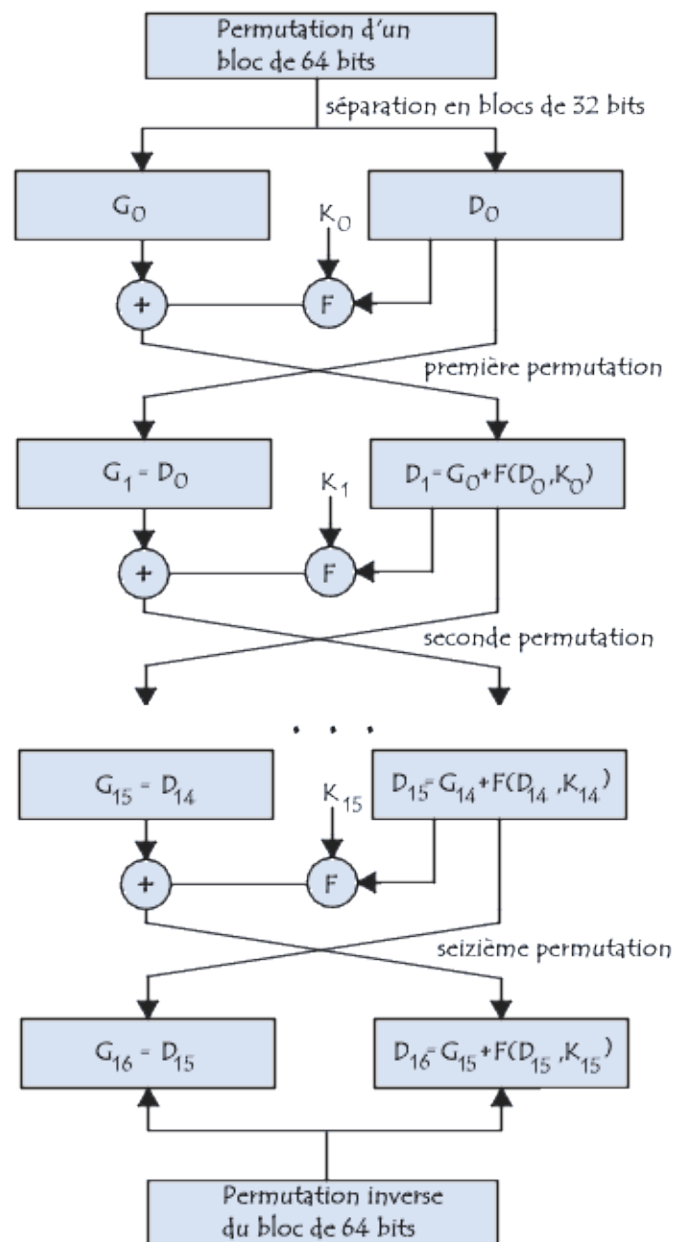 Permutation d'un
bloc de 64 bits
séparation en blocs de 32 bits
G₀
K₀
D₀
+
F
première permutation
G₁ = D₀
K₁
D₁ = G₀+F(D₀,K₀)
+
F
seconde permutation
. . .
G₁₅ = D₁₄
K₁₅
D₁₅=G₁₄+F(D₁₄,K₁₄)
+
F
seizième permutation
G₁₆ = D₁₅
D₁₆=G₁₅+F(D₁₅,K₁₅)
Permutation inverse
du bloc de 64 bits